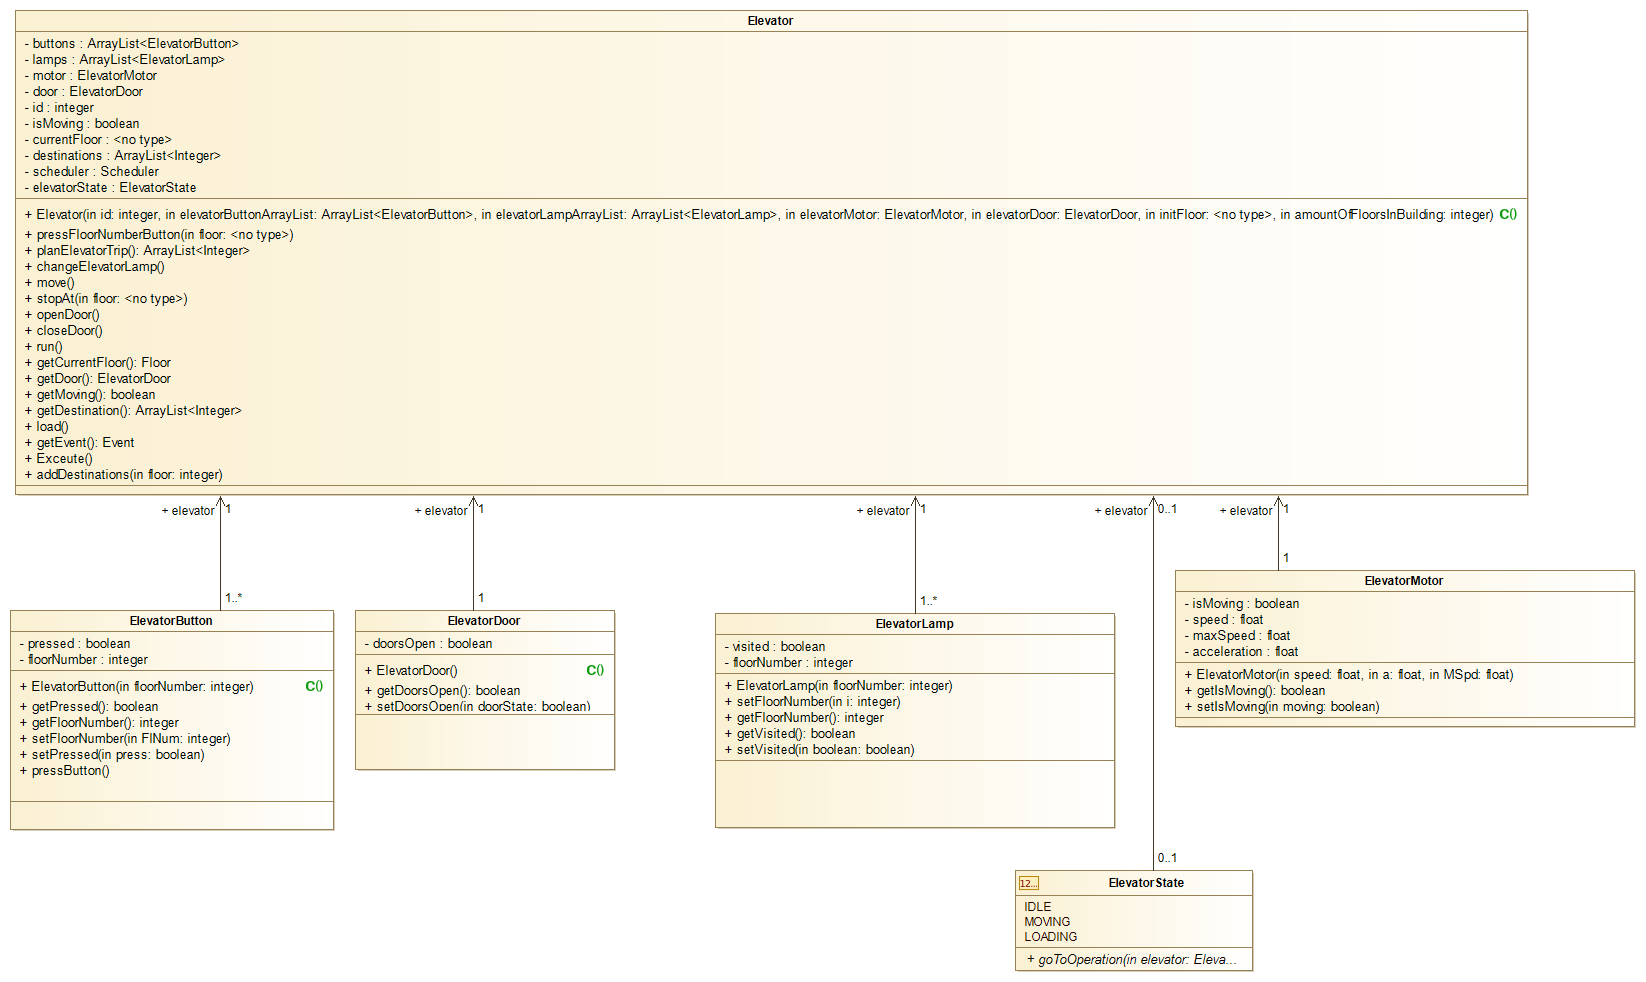 Elevator
- buttons : ArrayList<ElevatorButton>
- lamps : ArrayList<ElevatorLamp>
- motor : ElevatorMotor
- door : ElevatorDoor
- id : integer
- isMoving : boolean
- currentFloor : <no type>
- destinations : ArrayList<Integer>
- scheduler : Scheduler
- elevatorState : ElevatorState
+ Elevator(in id: integer, in elevatorButtonArrayList: ArrayList<ElevatorButton>, in elevatorLampArrayList: ArrayList<ElevatorLamp>, in elevatorMotor: ElevatorMotor, in elevatorDoor: ElevatorDoor, in initFloor: <no type>, in amountOfFloorsInBuilding: integer) C()
+ pressFloorNumberButton(in floor: <no type>)
+ planElevatorTrip(): ArrayList<Integer>
+ changeElevatorLamp()
+ move()
+ stopAt(in floor: <no type>)
+ openDoor()
+ closeDoor()
+ run()
+ getCurrentFloor(): Floor
+ getDoor(): ElevatorDoor
+ getMoving(): boolean
+ getDestination(): ArrayList<Integer>
+ load()
+ getEvent(): Event
+ Exceute()
+ addDestinations(in floor: integer)
+ elevator 1
+ elevator 1
+ elevator 1
+ elevator 0..1
+ elevator 1
1..*
1
1..*
1
0..1
ElevatorButton
- pressed : boolean
- floorNumber : integer
+ ElevatorButton(in floorNumber: integer) C()
+ getPressed(): boolean
+ getFloorNumber(): integer
+ setFloorNumber(in FlNum: integer)
+ setPressed(in press: boolean)
+ pressButton()
ElevatorDoor
- doorsOpen : boolean
+ ElevatorDoor() C()
+ getDoorsOpen(): boolean
+ setDoorsOpen(in doorState: boolean)
ElevatorLamp
- visited : boolean
- floorNumber : integer
+ ElevatorLamp(in floorNumber: integer)
+ setFloorNumber(in i: integer)
+ getFloorNumber(): integer
+ getVisited(): boolean
+ setVisited(in boolean: boolean)
ElevatorMotor
- isMoving : boolean
- speed : float
- maxSpeed : float
- acceleration : float
+ ElevatorMotor(in speed: float, in a: float, in MSpd: float)
+ getIsMoving(): boolean
+ setIsMoving(in moving: boolean)
12... ElevatorState
IDLE
MOVING
LOADING
+ goToOperation(in elevator: Eleva...